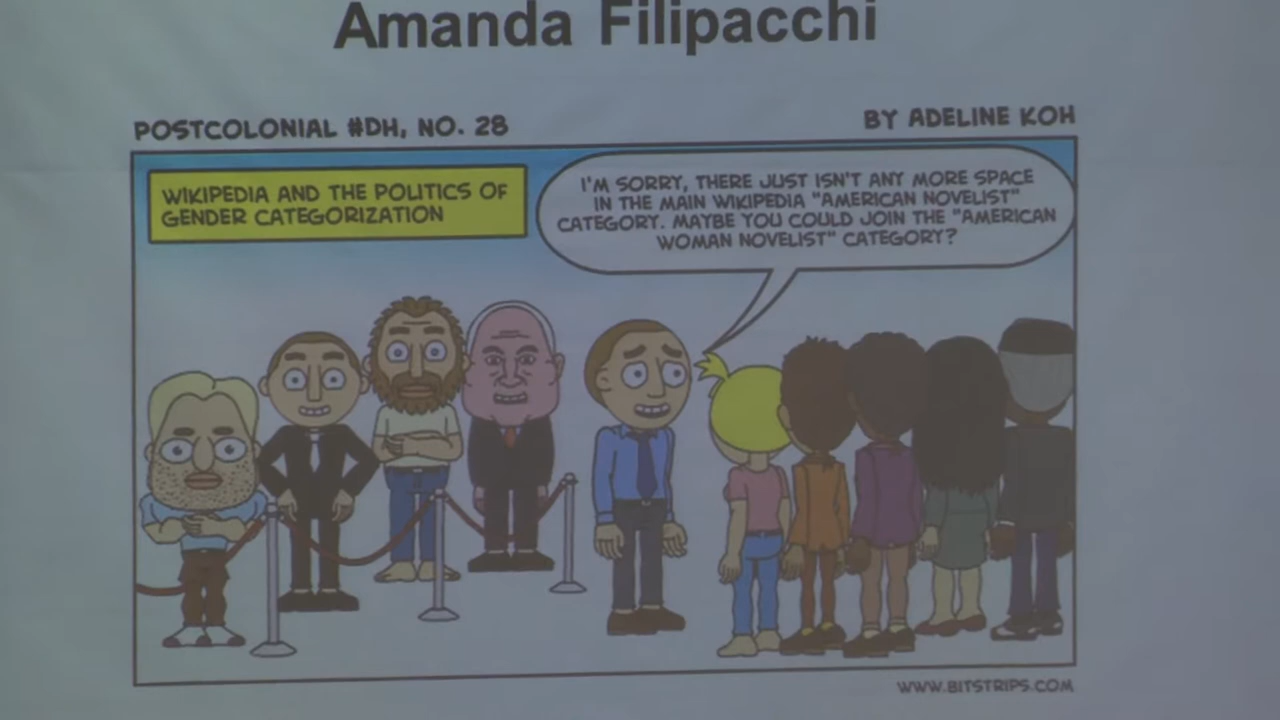 Amanda Filipacchi
POSTCOLONIAL #DH, NO. 28
BY ADELINE KOH
WIKIPEDIA AND THE POLITICS OF
GENDER CATEGORIZATION
I'M SORRY, THERE JUST ISN'T ANY MORE SPACE
IN THE MAIN WIKIPEDIA "AMERICAN NOVELIST"
CATEGORY. MAYBE YOU COULD JOIN THE "AMERICAN
WOMAN NOVELIST" CATEGORY?
WWW.BITSTRIPS.COM